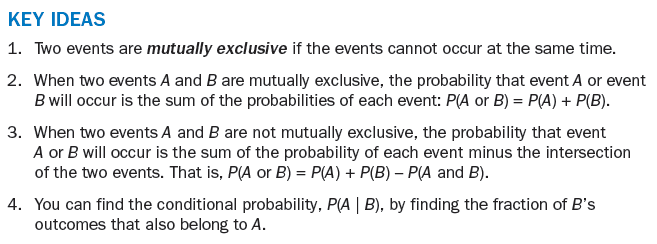 KEY IDEAS
1. Two events are mutually exclusive if the events cannot occur at the same time.
2. When two events A and B are mutually exclusive, the probability that event A or event
B will occur is the sum of the probabilities of each event: P(A or B) = P(A) + P(B).
3. When two events A and B are not mutually exclusive, the probability that event
A or B will occur is the sum of the probability of each event minus the intersection
of the two events. That is, P(A or B) = P(A) + P(B) – P(A and B).
4. You can find the conditional probability, P(A | B), by finding the fraction of B’s
outcomes that also belong to A.